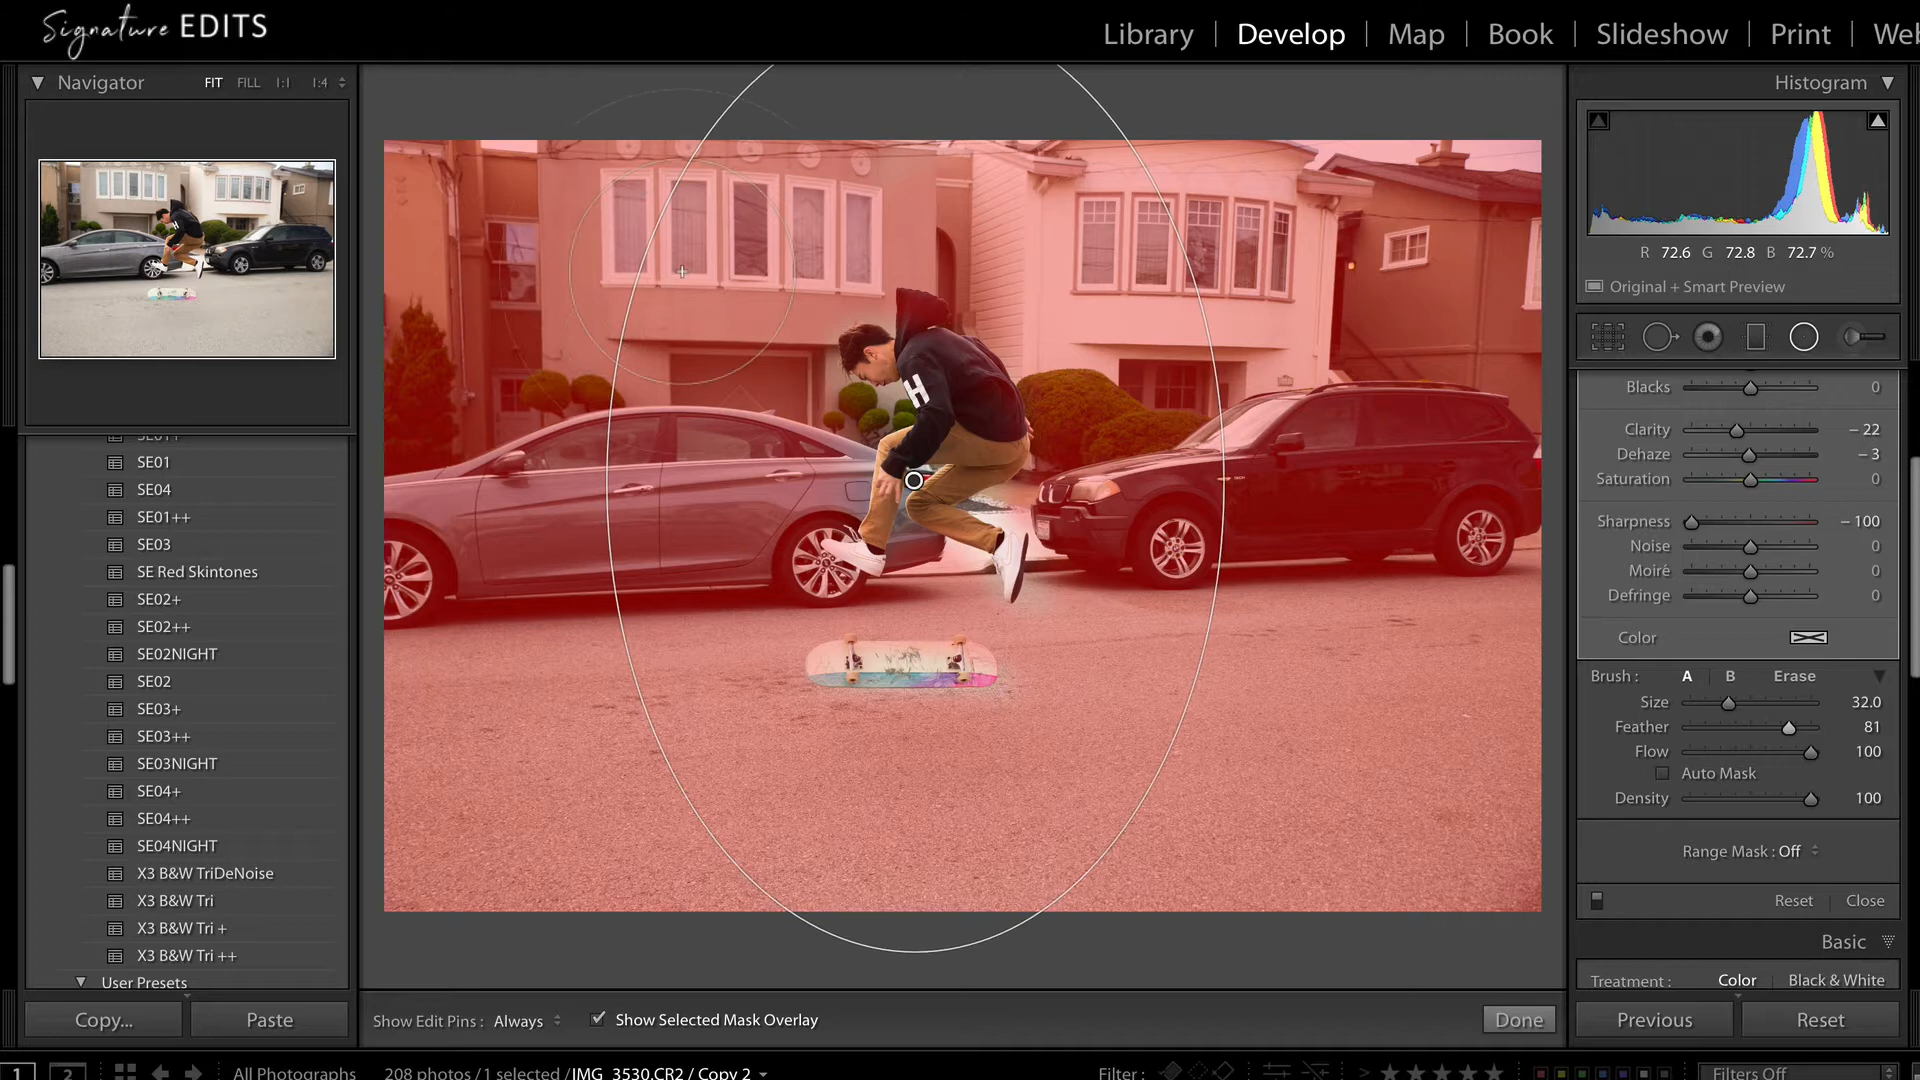 Signature EDITS
Library | Develop | Map | Book | Slideshow | Print | Web
Navigator FIT FILL 1:1 1:4
SE01+
SE01
SE04
SE01++
SE03
SE Red Skintones
SE02+
SE02++
SE02NIGHT
SE02
SE03+
SE03++
SE03NIGHT
SE04+
SE04++
SE04NIGHT
X3 B&W TriDeNoise
X3 B&W Tri
X3 B&W Tri +
X3 B&W Tri ++
User Presets
Copy... Paste
H
Show Edit Pins : Always Show Selected Mask Overlay Done
Histogram
R 72.6 G 72.8 B 72.7 %
Original + Smart Preview
Blacks 0
Clarity – 22
Dehaze – 3
Saturation 0
Sharpness – 100
Noise 0
Moiré 0
Defringe 0
Color
Brush : A B Erase
Size 32.0
Feather 81
Flow 100
Auto Mask
Density 100
Range Mask : Off
Reset Close
Basic
Treatment : Color Black & White
Previous Reset
1 2 All Photographs 208 photos / 1 selected / IMG_3530.CR2 / Copy 2 Filter : Filters Off